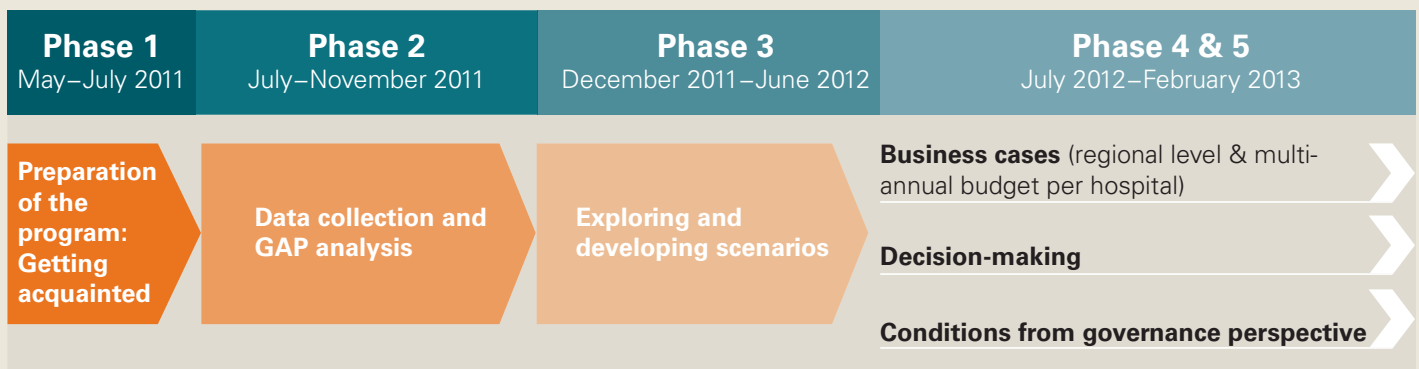 Phase 1
May–July 2011
Phase 2
July–November 2011
Phase 3
December 2011–June 2012
Phase 4 & 5
July 2012–February 2013
Preparation
of the
program:
Getting
acquainted
Data collection and
GAP analysis
Exploring and
developing scenarios
Business cases (regional level & multi-
annual budget per hospital)
Decision-making
Conditions from governance perspective